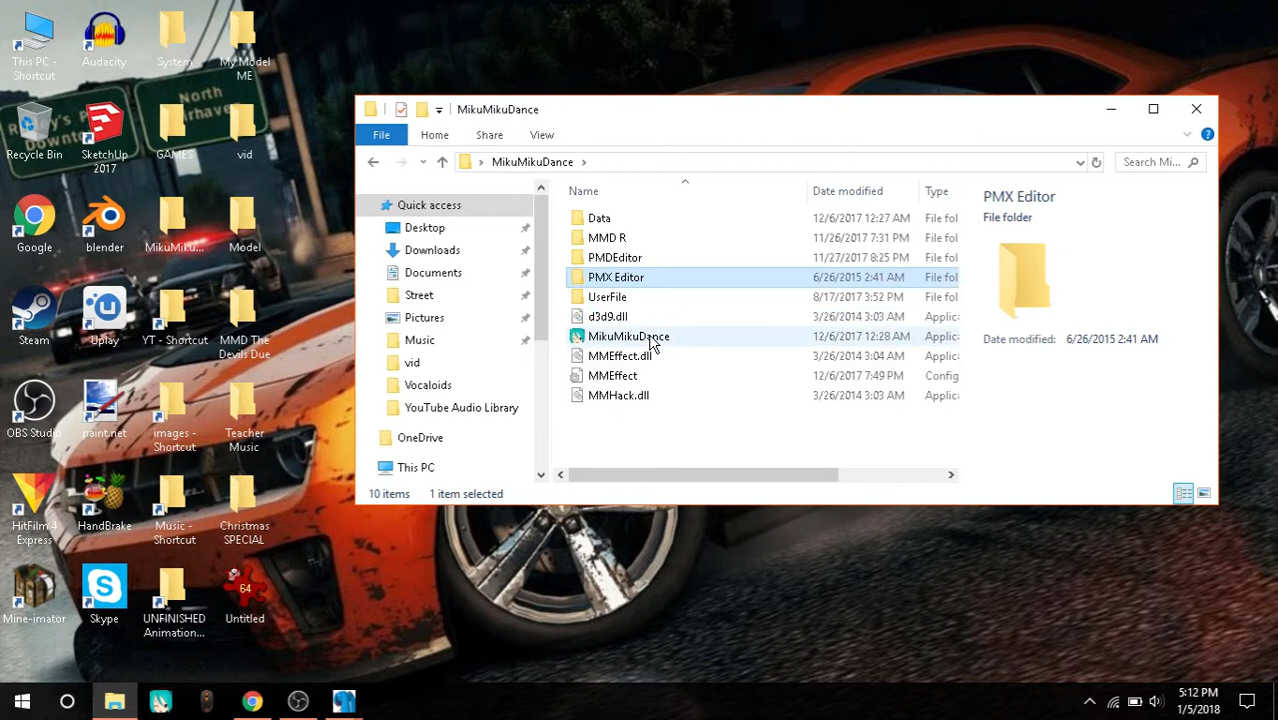 This PC - Shortcut
Audacity
System
My Model ME
Recycle Bin
SketchUp 2017
GAMES
vid
Google
blender
MikuMiku...
Model
Steam
Uplay
YT - Shortcut
MMD The Devils Due
OBS Studio
paint.net
images - Shortcut
Teacher Music
HitFilm 4 Express
HandBrake
Music - Shortcut
Christmas SPECIAL
Mine-imator
Skype
UNFINISHED Animation...
64
Untitled
North
MikuMikuDance
File
Home
Share
View
MikuMikuDance
Search Mi...
Quick access
Desktop
Downloads
Documents
Street
Pictures
Music
vid
Vocaloids
YouTube Audio Library
OneDrive
This PC
Name Date modified Type
Data 12/6/2017 12:27 AM File fol
MMD R 11/26/2017 7:31 PM File fol
PMDEditor 11/27/2017 8:25 PM File fol
PMX Editor 6/26/2015 2:41 AM File fol
UserFile 8/17/2017 3:52 PM File fol
d3d9.dll 3/26/2014 3:03 AM Applic
MikuMikuDance 12/6/2017 12:28 AM Applic
MMEffect.dll 3/26/2014 3:04 AM Applic
MMEffect 12/6/2017 7:49 PM Config
MMHack.dll 3/26/2014 3:03 AM Applic
PMX Editor
File folder
Date modified: 6/26/2015 2:41 AM
10 items
1 item selected
5:12 PM
1/5/2018